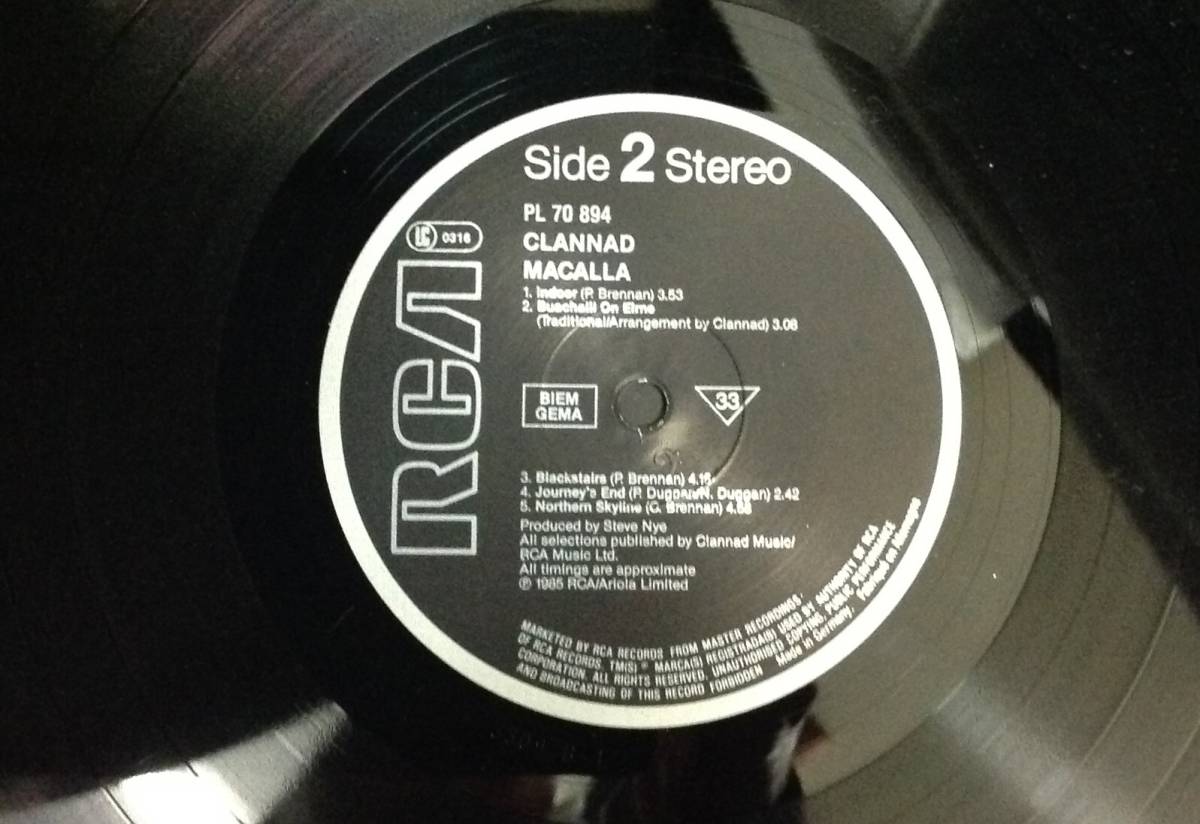 Side 2 Stereo
PL 70 894
LC 0316
CLANNAD
MACALLA
1. Indoor (P. Brennan) 3.53
2. Buachaill On Eirne
(Traditional/Arrangement by Clannad) 3.08
RCA
BIEM
GEMA
33
3. Blackstairs (P. Brennan) 4.15
4. Journey's End (P. Duggan/N. Duggan) 2.42
5. Northern Skyline (C. Brennan)
Produced by Steve Nye
All selections published by Clannad Music/
RCA Music Ltd.
All timings are approximate
℗ 1985 RCA/Ariola Limited
MARKETED BY RCA RECORDS FROM MASTER RECORDINGS.
OF RCA RECORDS. TM(S) ® MARCA(S) REGISTRADA(S) USED BY AUTHORITY OF RCA
CORPORATION. ALL RIGHTS RESERVED. UNAUTHORISED COPYING, PUBLIC PERFORMANCE
AND BROADCASTING OF THIS RECORD FORBIDDEN Made in Germany. Fabriqué en Allemagne